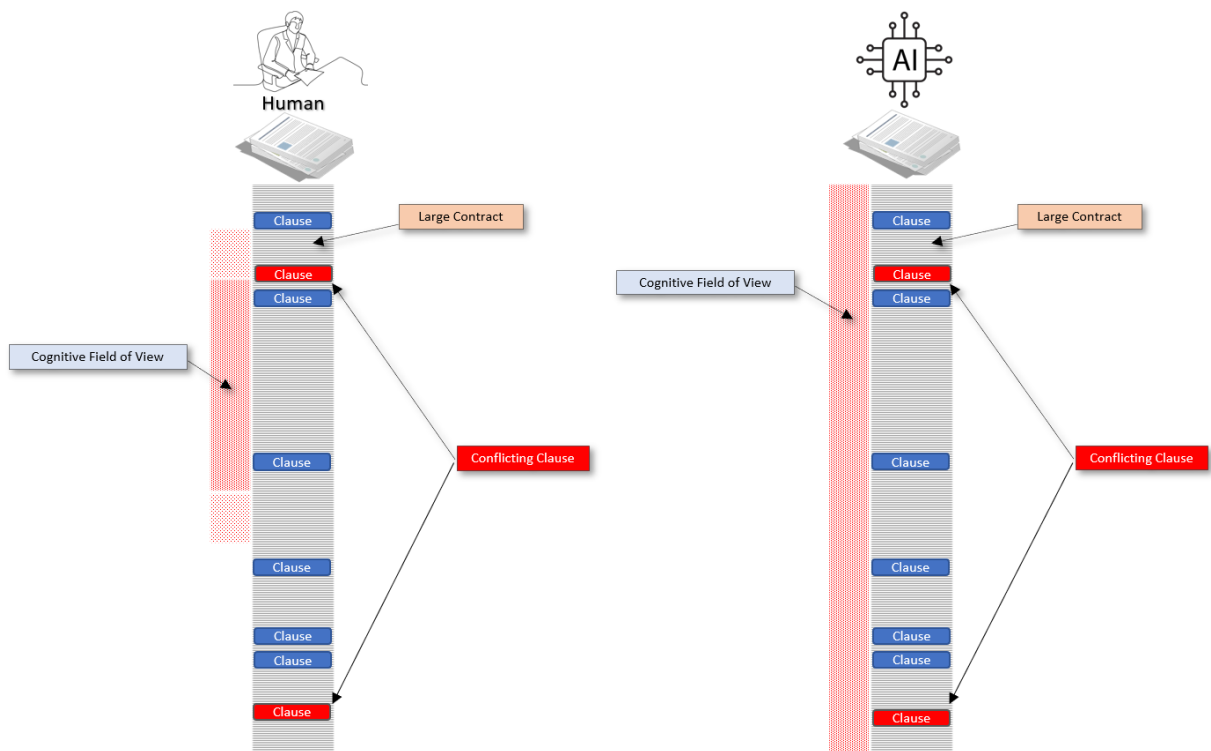 Human
Clause
Large Contract
Clause
Clause
Cognitive Field of View
Clause
Conflicting Clause
Clause
Clause
Clause
Clause
AI
Clause
Large Contract
Clause
Cognitive Field of View
Clause
Clause
Conflicting Clause
Clause
Clause
Clause
Clause